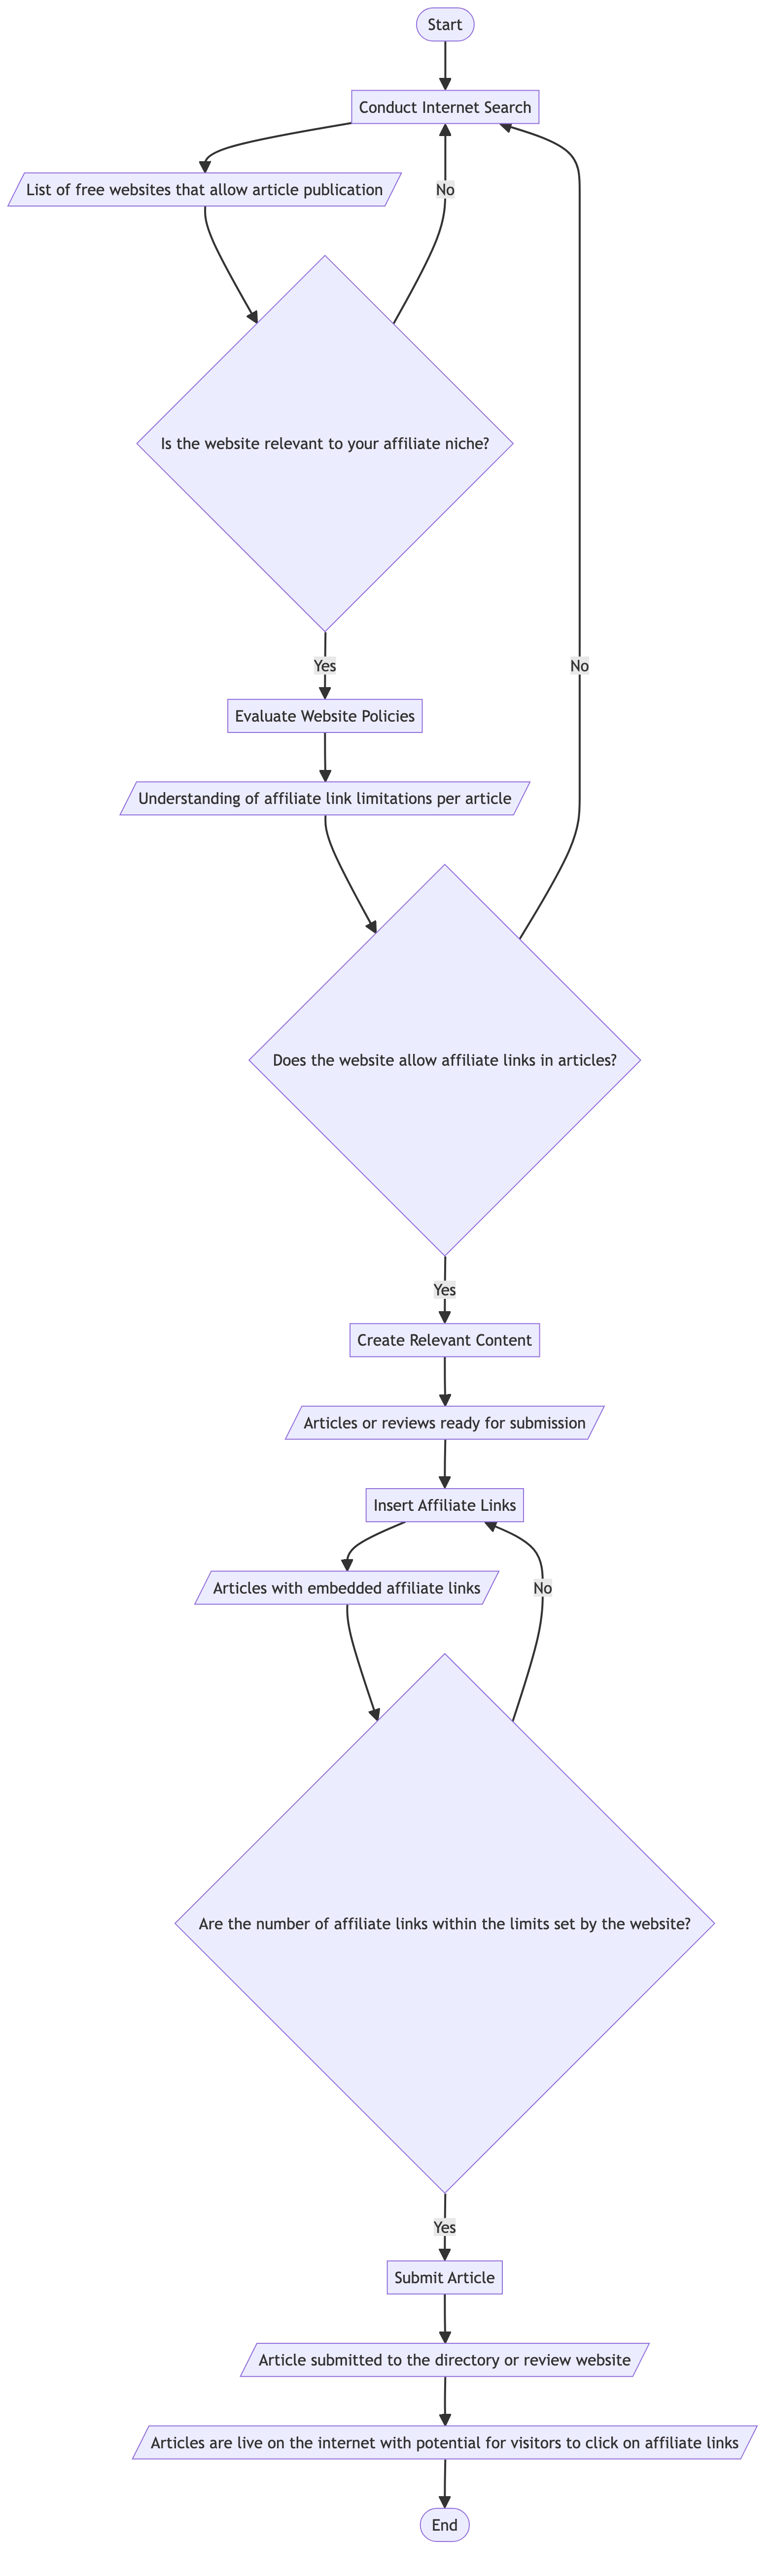 Start
Conduct Internet Search
List of free websites that allow article publication
No
Is the website relevant to your affiliate niche?
Yes
No
Evaluate Website Policies
Understanding of affiliate link limitations per article
Does the website allow affiliate links in articles?
Yes
Create Relevant Content
Articles or reviews ready for submission
Insert Affiliate Links
Articles with embedded affiliate links
No
Are the number of affiliate links within the limits set by the website?
Yes
Submit Article
Article submitted to the directory or review website
Articles are live on the internet with potential for visitors to click on affiliate links
End